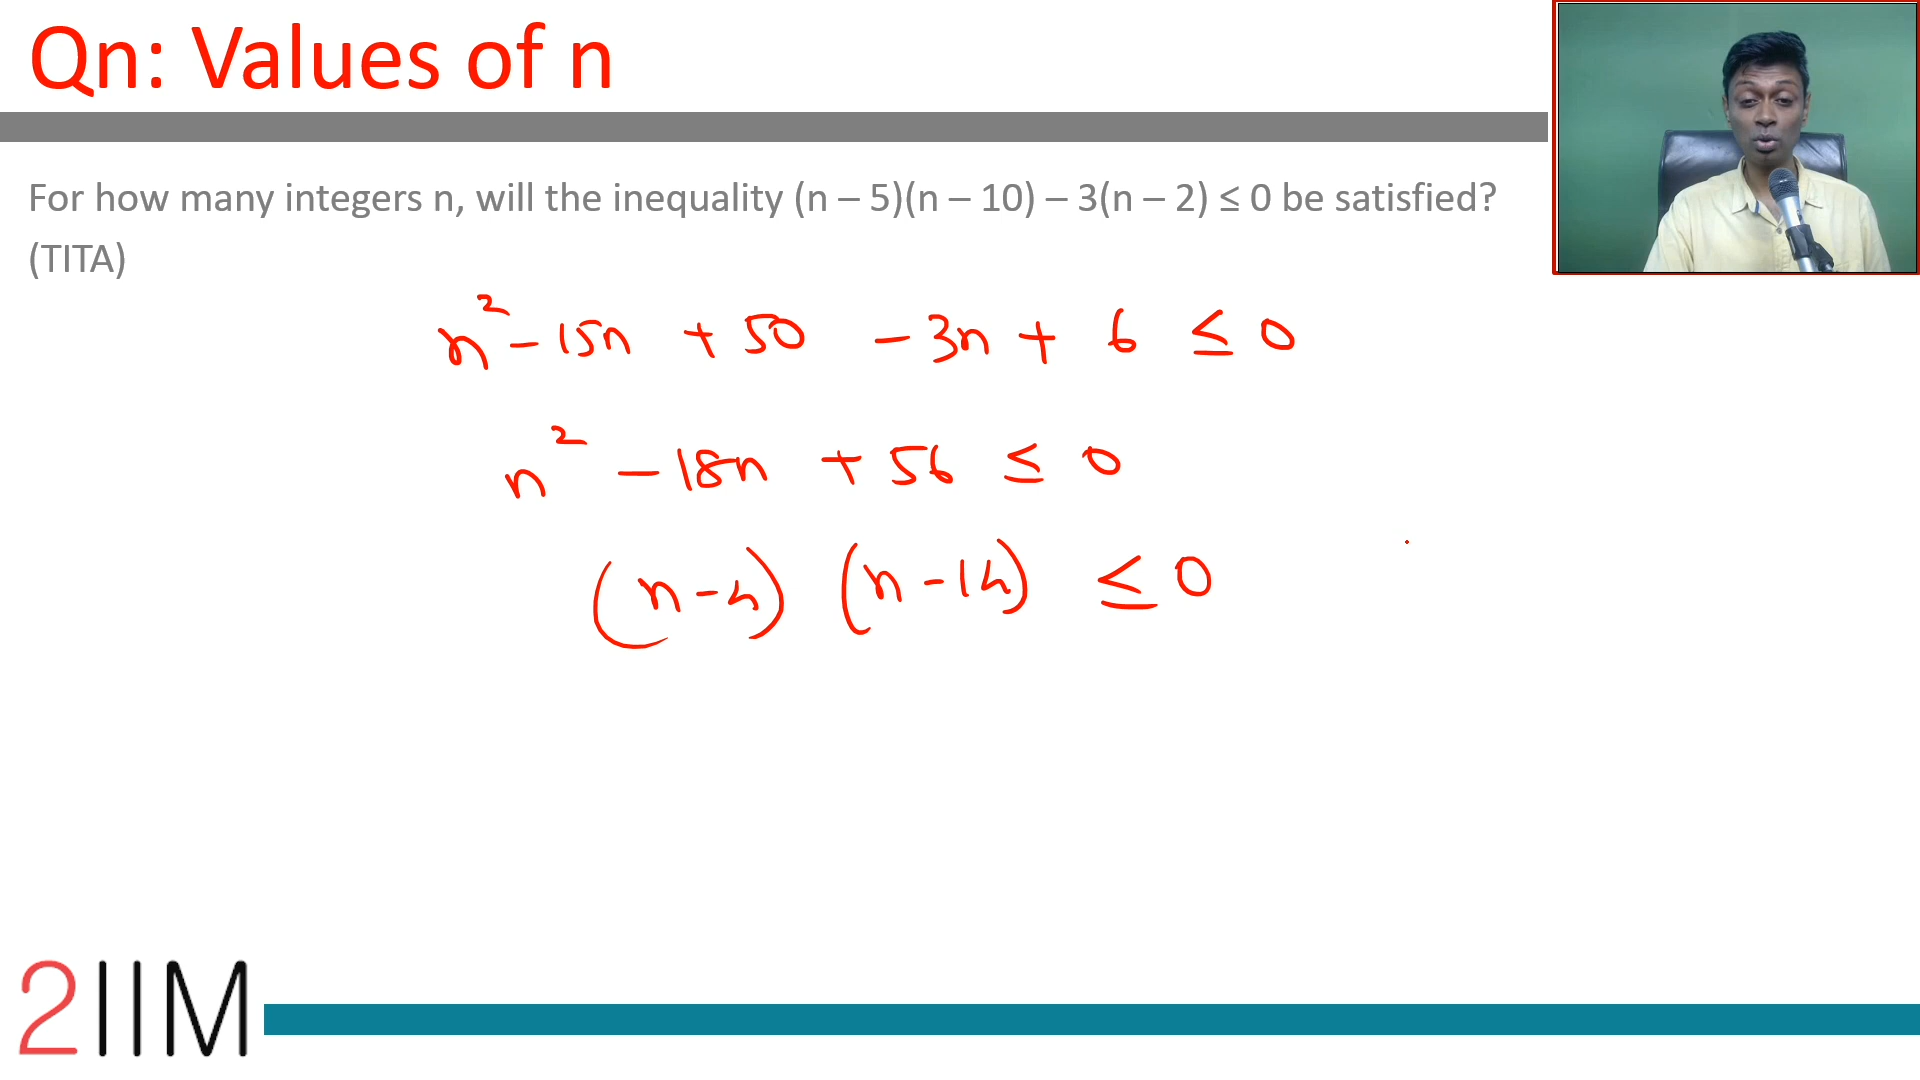 Qn: Values of n
For how many integers n, will the inequality (n – 5)(n – 10) – 3(n – 2) ≤ 0 be satisfied?
(TITA)
n² - 15n + 50 - 3n + 6 ≤ 0
n² - 18n + 56 ≤ 0
(n-4) (n-14) ≤ 0
2IIM